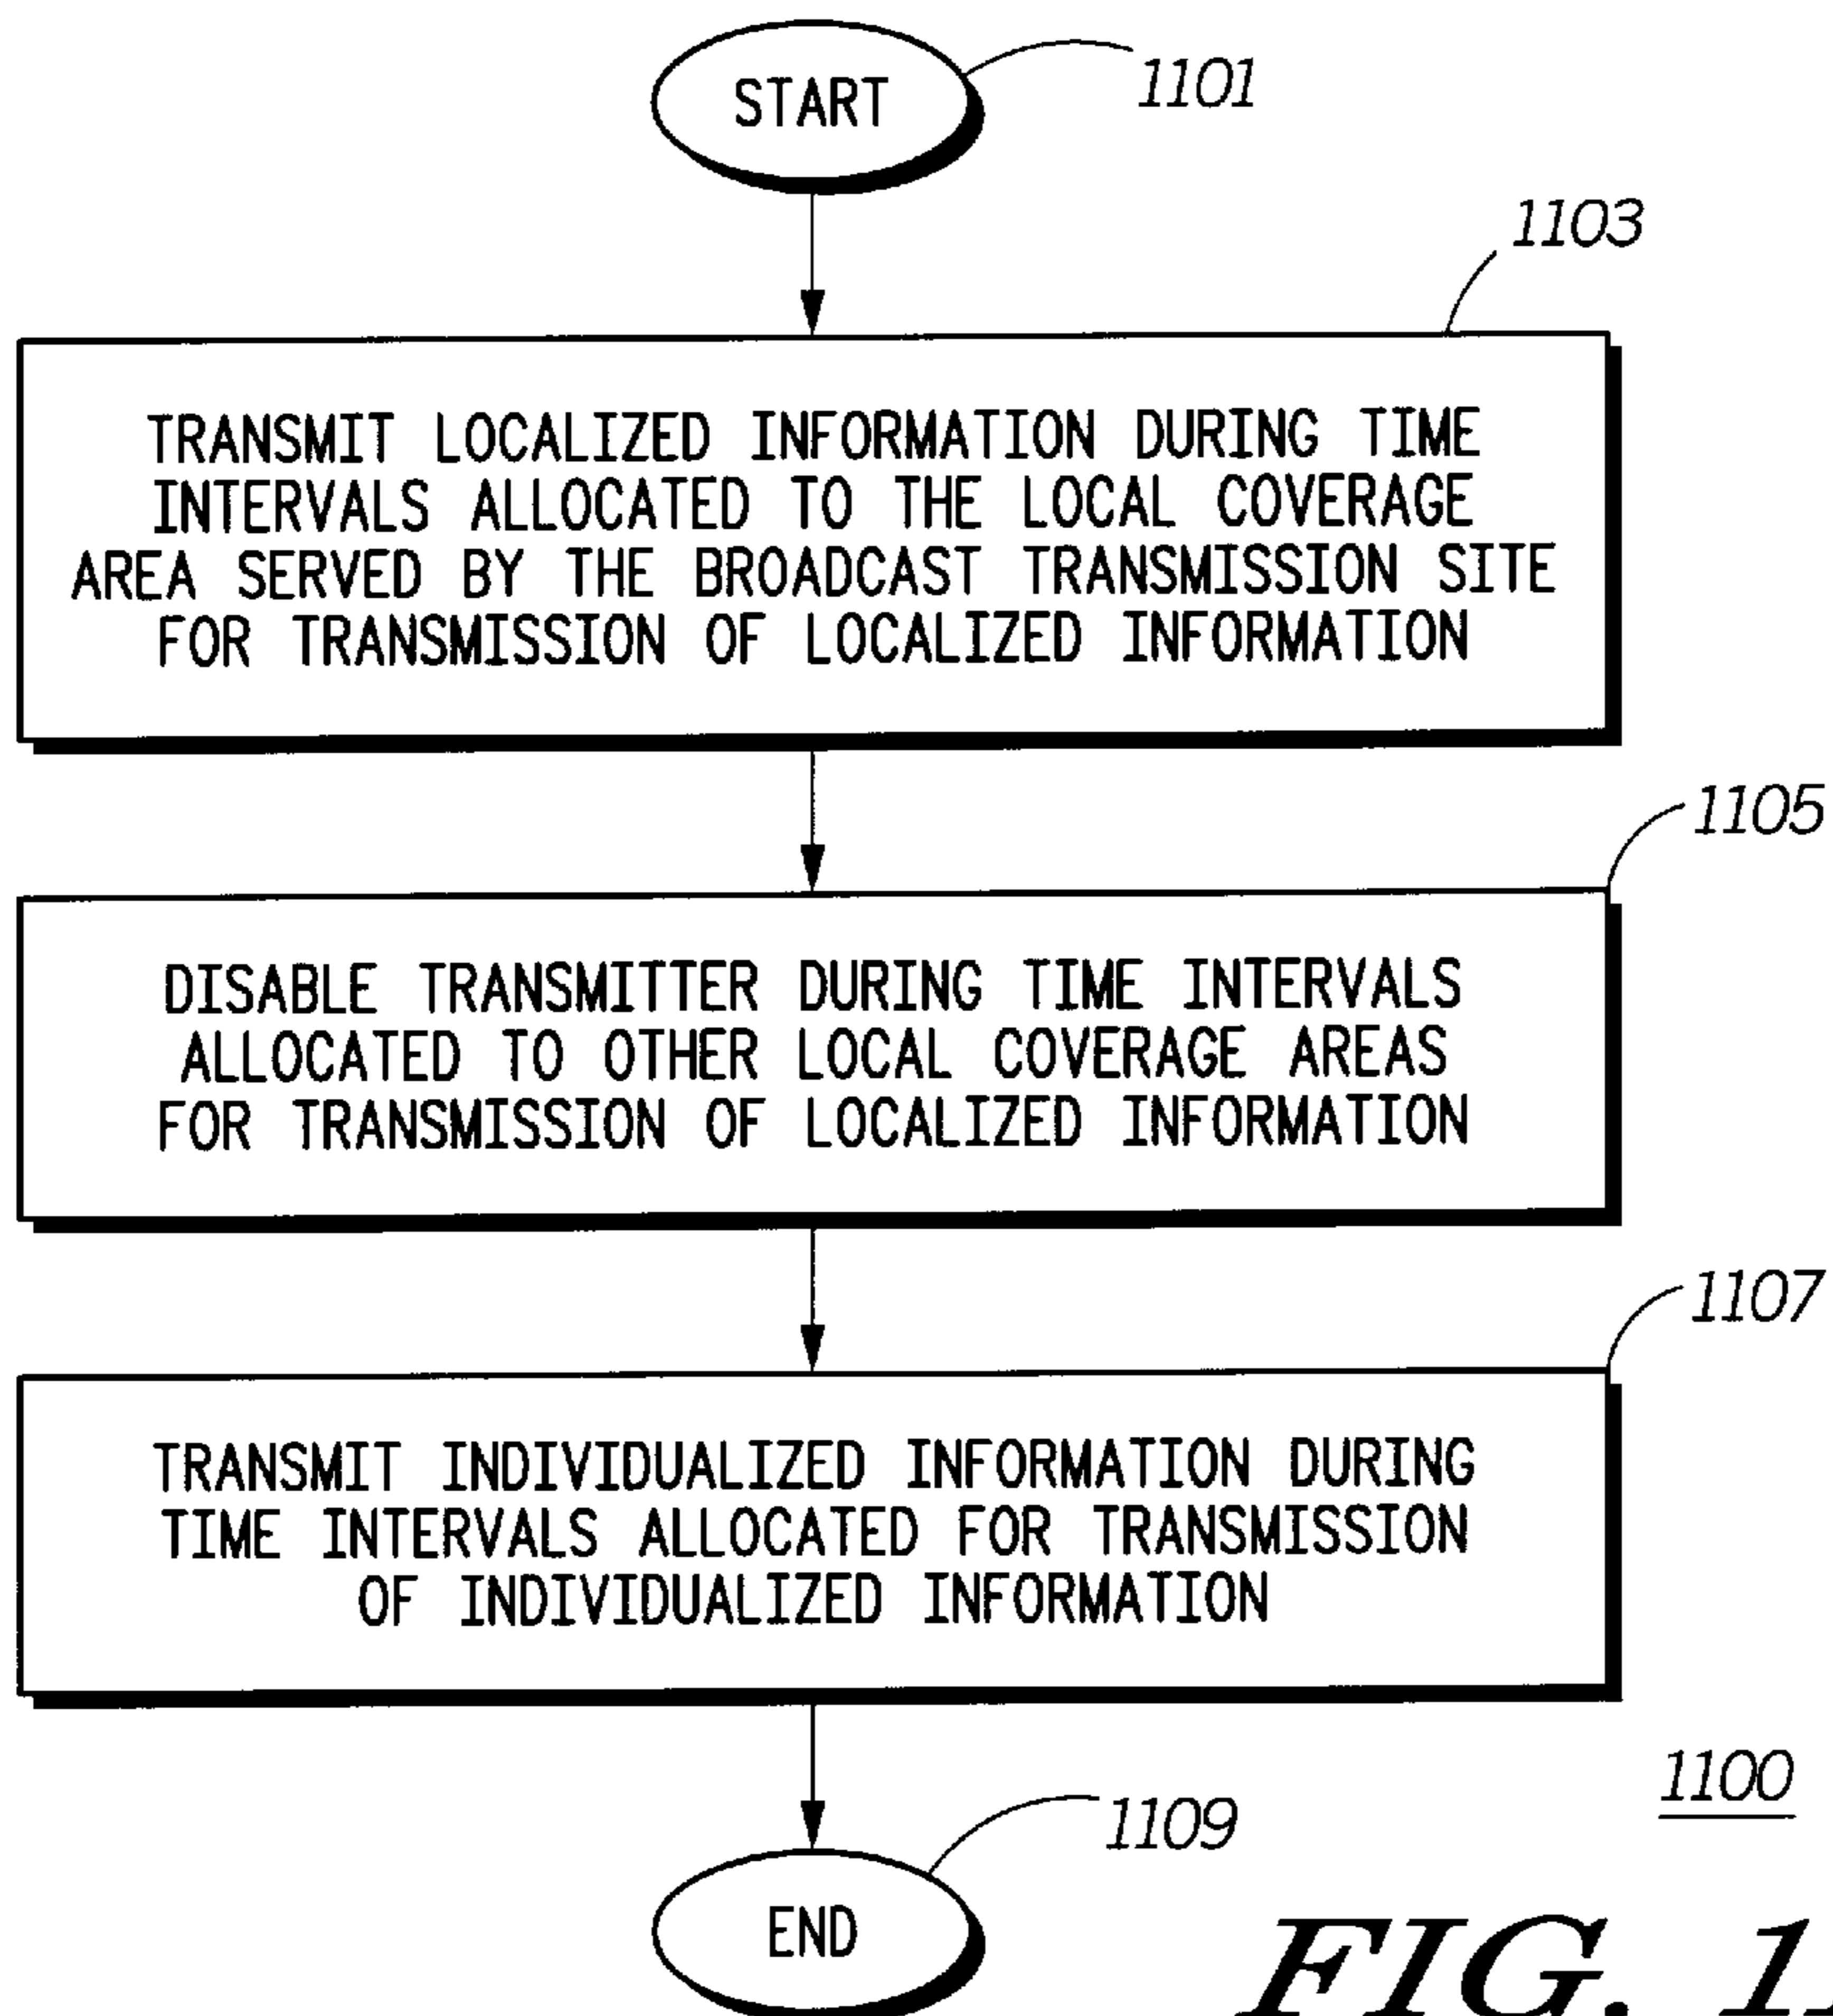 START
1101
1103
TRANSMIT LOCALIZED INFORMATION DURING TIME
INTERVALS ALLOCATED TO THE LOCAL COVERAGE
AREA SERVED BY THE BROADCAST TRANSMISSION SITE
FOR TRANSMISSION OF LOCALIZED INFORMATION
1105
DISABLE TRANSMITTER DURING TIME INTERVALS
ALLOCATED TO OTHER LOCAL COVERAGE AREAS
FOR TRANSMISSION OF LOCALIZED INFORMATION
1107
TRANSMIT INDIVIDUALIZED INFORMATION DURING
TIME INTERVALS ALLOCATED FOR TRANSMISSION
OF INDIVIDUALIZED INFORMATION
1100
1109
END
FIG. 11